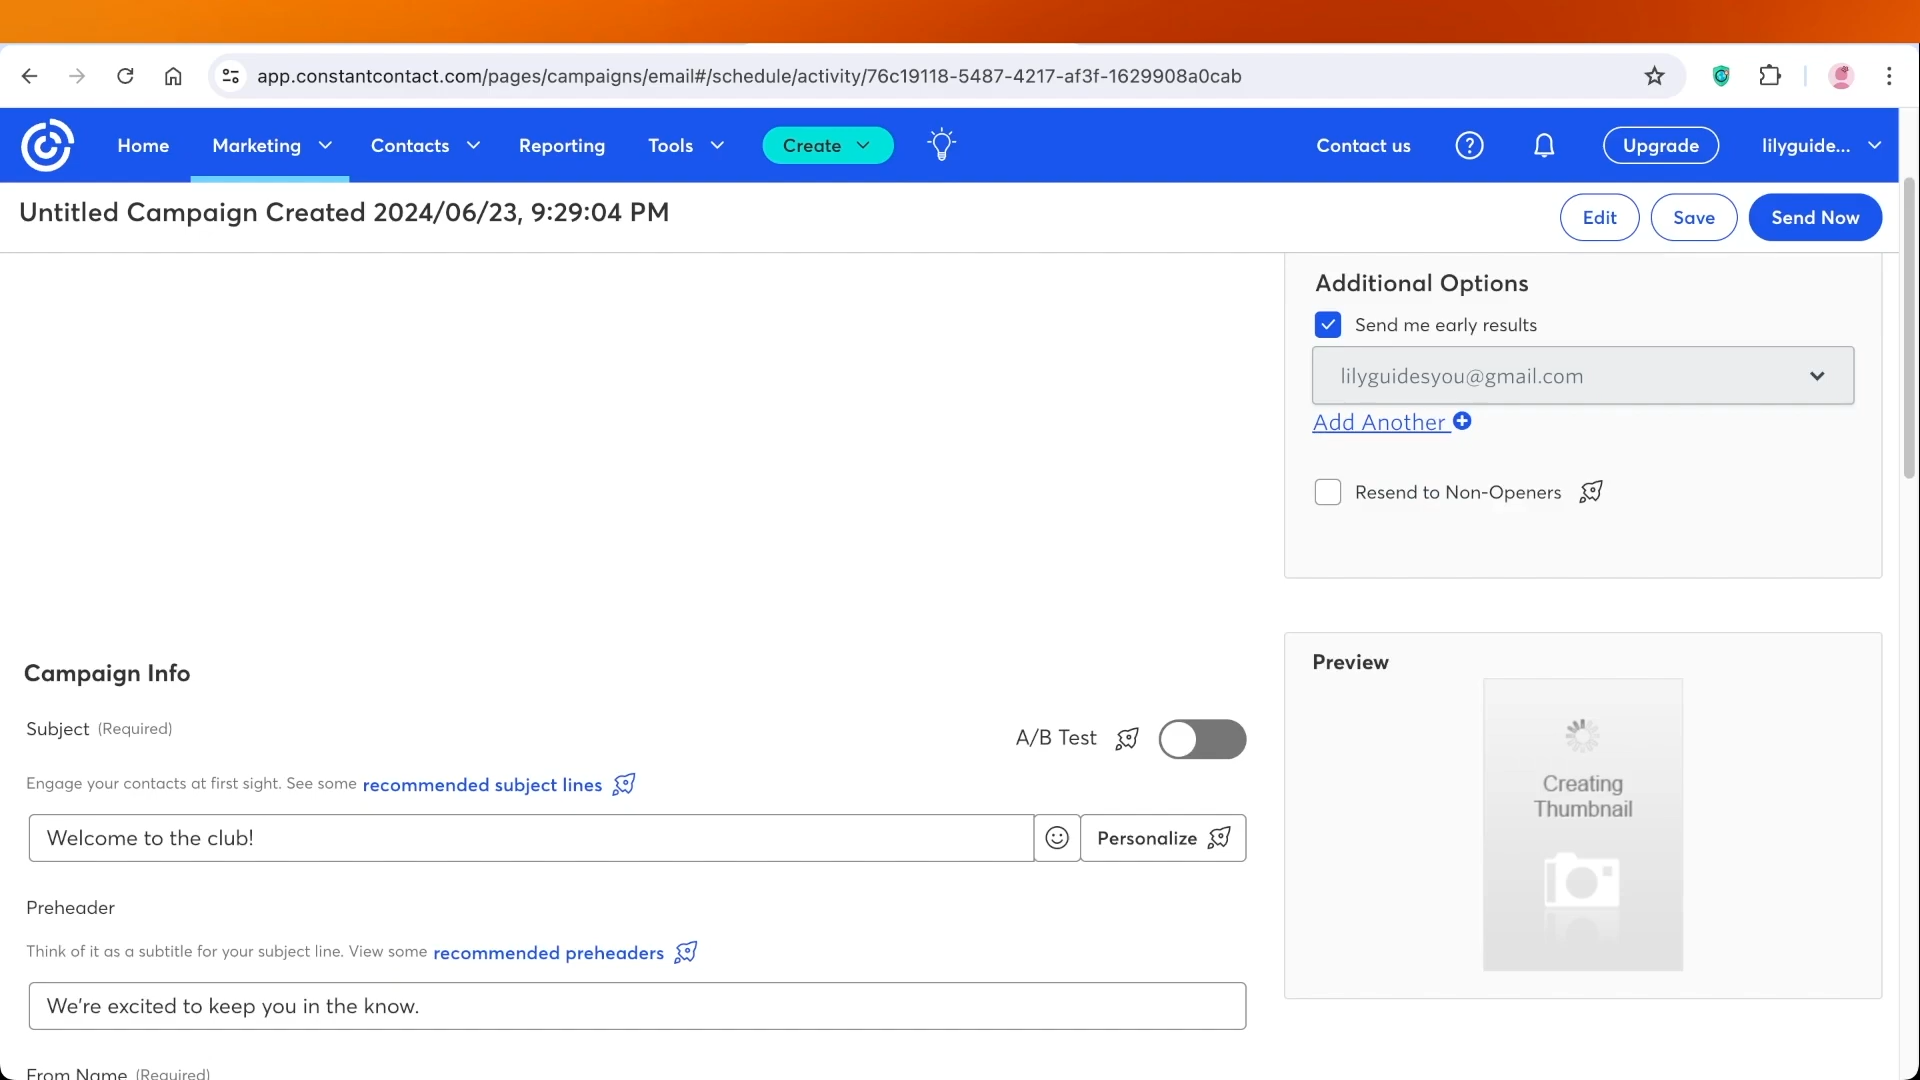 app.constantcontact.com/pages/campaigns/email#/schedule/activity/76c19118-5487-4217-af3f-1629908a0cab
Home Marketing Contacts Reporting Tools Create Contact us Upgrade lilyguide...
Untitled Campaign Created 2024/06/23, 9:29:04 PM
Edit Save Send Now
Additional Options
Send me early results
lilyguidesyou@gmail.com
Add Another
Resend to Non-Openers
Campaign Info
Subject (Required)
A/B Test
Engage your contacts at first sight. See some recommended subject lines
Welcome to the club!
Personalize
Preheader
Think of it as a subtitle for your subject line. View some recommended preheaders
We're excited to keep you in the know.
From Name (Required)
Preview
Creating
Thumbnail